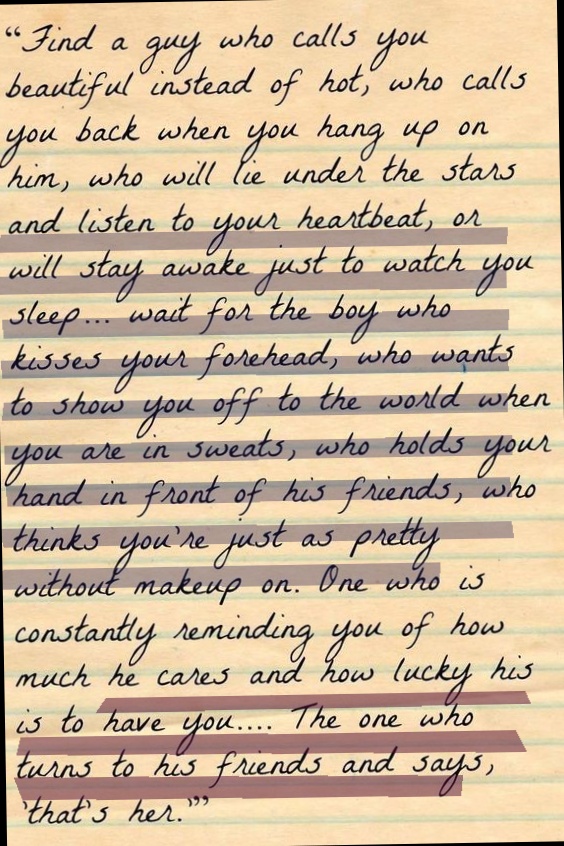 “Find a guy who calls you
beautiful instead of hot, who calls
you back when you hang up on
him, who will lie under the stars
and listen to your heartbeat, or
will stay awake just to watch you
sleep... wait for the boy who
kisses your forehead, who wants
to show you off to the world when
you are in sweats, who holds your
hand in front of his friends, who
thinks you're just as pretty
without makeup on. One who is
constantly reminding you of how
much he cares and how lucky his
is to have you.... The one who
turns to his friends and says,
'that's her.'”